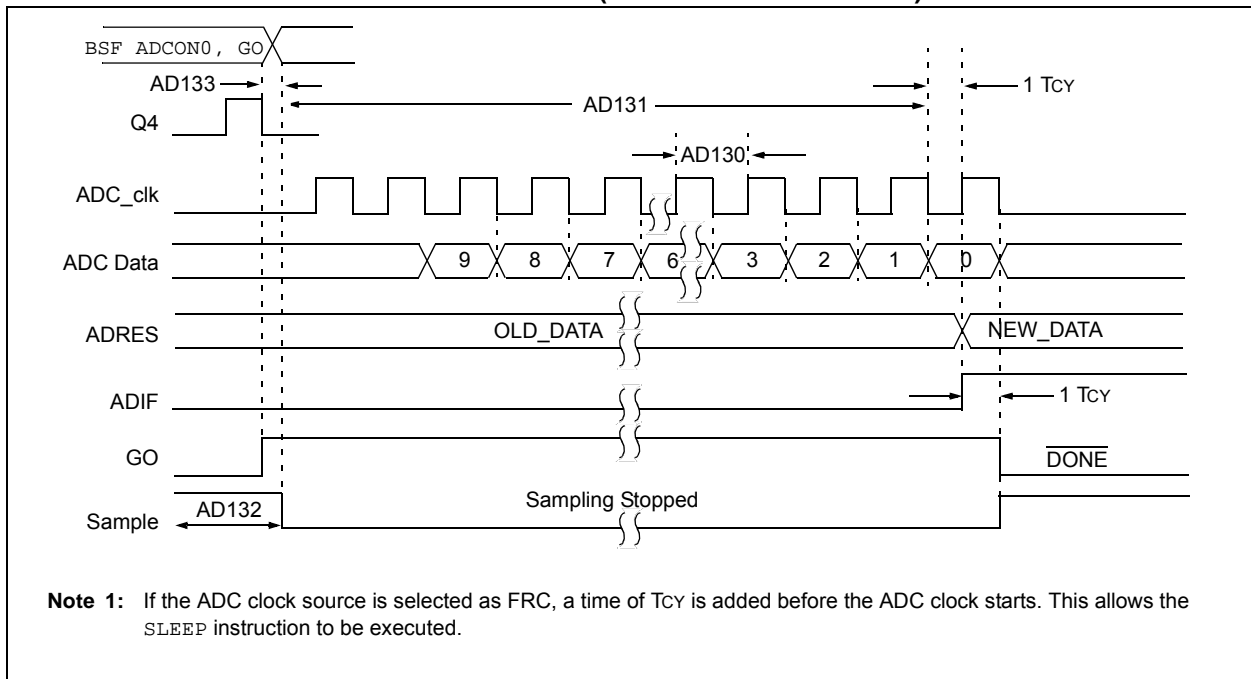 BSF ADCON0, GO
AD133
1 TCY
AD131
Q4
AD130
ADC_clk
ADC Data
9 8 7 6 3 2 1 0
ADRES
OLD_DATA
NEW_DATA
ADIF
1 TCY
GO
DONE
Sample
AD132
Sampling Stopped
Note 1: If the ADC clock source is selected as FRC, a time of TCY is added before the ADC clock starts. This allows the
SLEEP instruction to be executed.